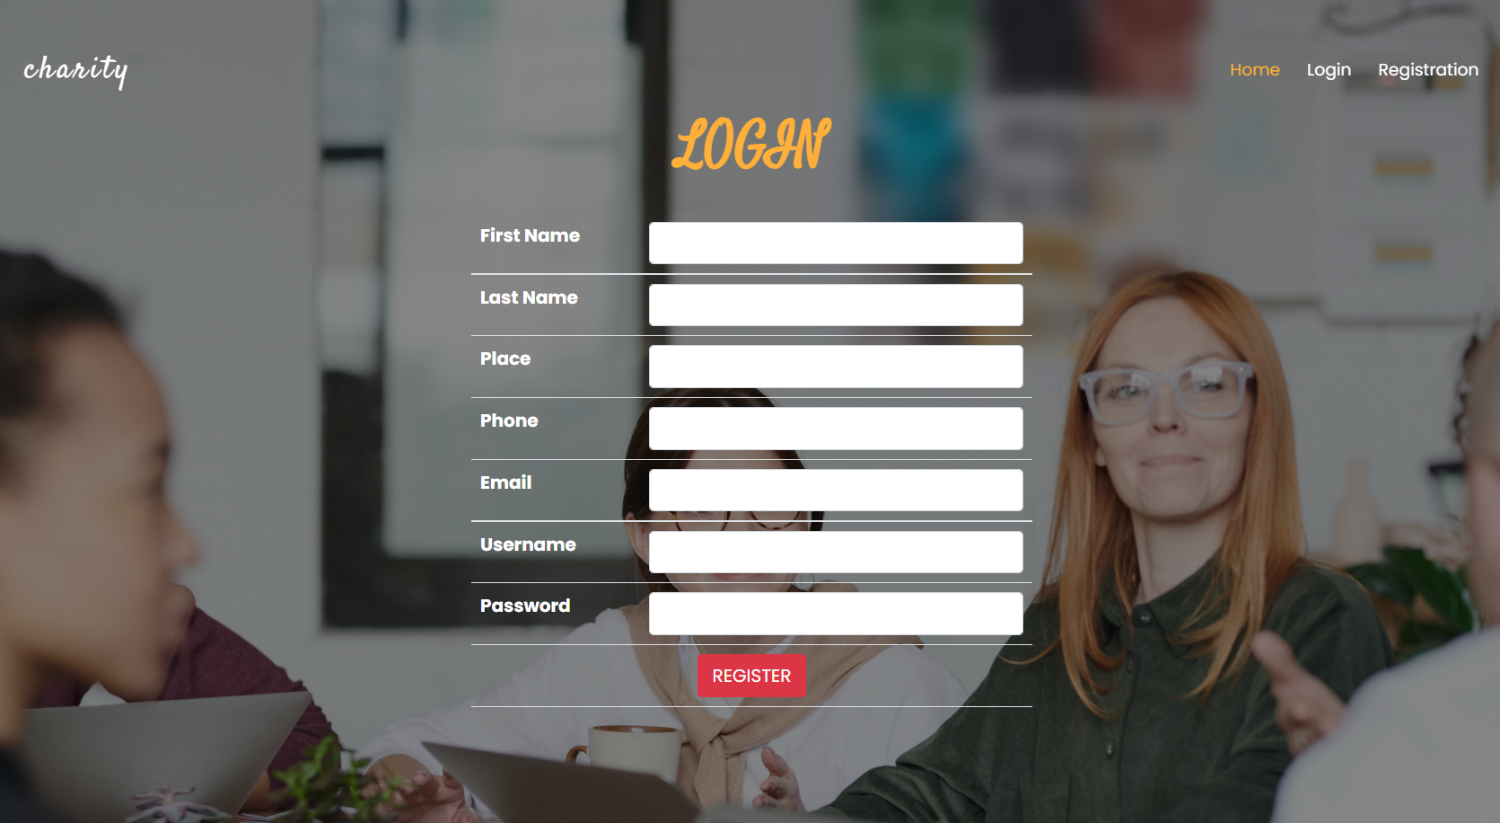 charity
Home Login Registration
LOGIN
First Name
Last Name
Place
Phone
Email
Username
Password
REGISTER